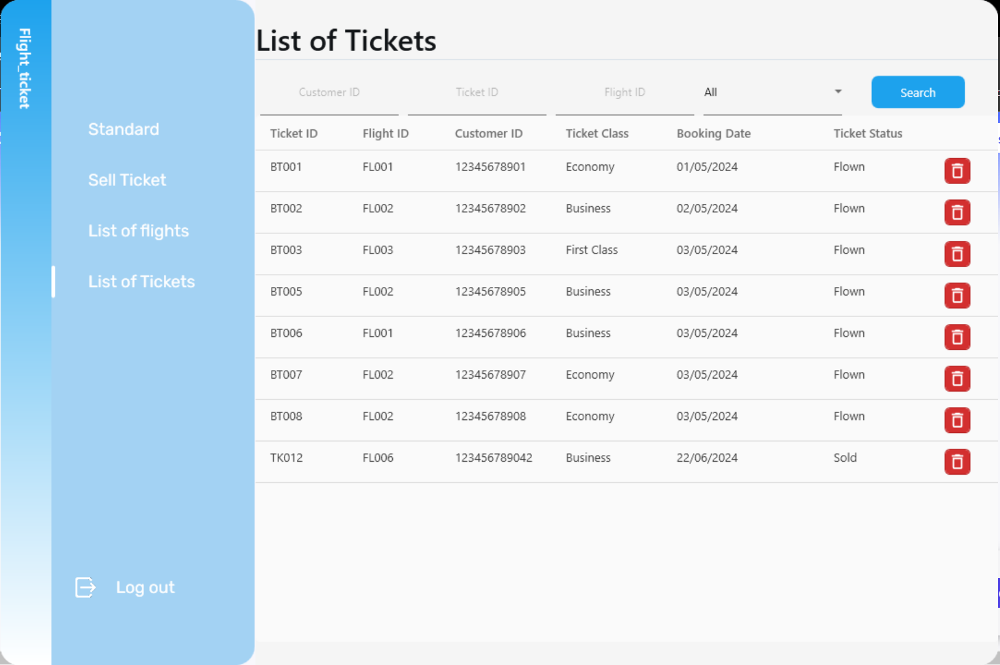 Flight_ticket
Standard
Sell Ticket
List of flights
List of Tickets
Log out
List of Tickets
Customer ID Ticket ID Flight ID All Search
Ticket ID Flight ID Customer ID Ticket Class Booking Date Ticket Status
BT001 FL001 12345678901 Economy 01/05/2024 Flown
BT002 FL002 12345678902 Business 02/05/2024 Flown
BT003 FL003 12345678903 First Class 03/05/2024 Flown
BT005 FL002 12345678905 Business 03/05/2024 Flown
BT006 FL001 12345678906 Business 03/05/2024 Flown
BT007 FL002 12345678907 Economy 03/05/2024 Flown
BT008 FL002 12345678908 Economy 03/05/2024 Flown
TK012 FL006 123456789042 Business 22/06/2024 Sold